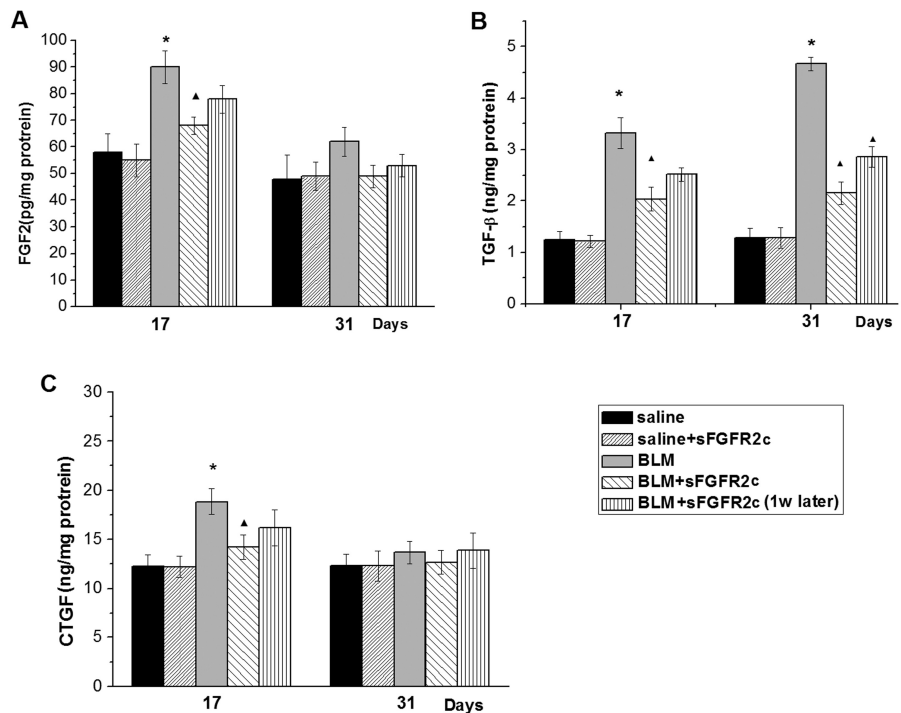 A
FGF2(pg/mg protrein)
100
90
80
70
60
50
40
30
20
10
0
*
▲
17
31
Days
B
TGF-β (ng/mg protrein)
5
4
3
2
1
0
*
▲
*
▲
▲
17
31
Days
C
CTGF (ng/mg protrein)
30
25
20
15
10
5
0
*
▲
17
31
Days
saline
saline+sFGFR2c
BLM
BLM+sFGFR2c
BLM+sFGFR2c (1w later)